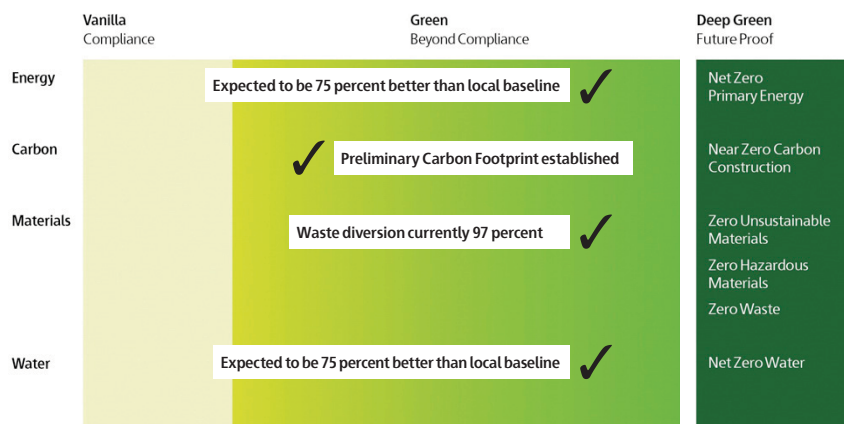 Vanilla
Compliance
Green
Beyond Compliance
Deep Green
Future Proof
Energy
Expected to be 75 percent better than local baseline
Net Zero
Primary Energy
Carbon
Preliminary Carbon Footprint established
Near Zero Carbon
Construction
Materials
Waste diversion currently 97 percent
Zero Unsustainable
Materials
Zero Hazardous
Materials
Zero Waste
Water
Expected to be 75 percent better than local baseline
Net Zero Water